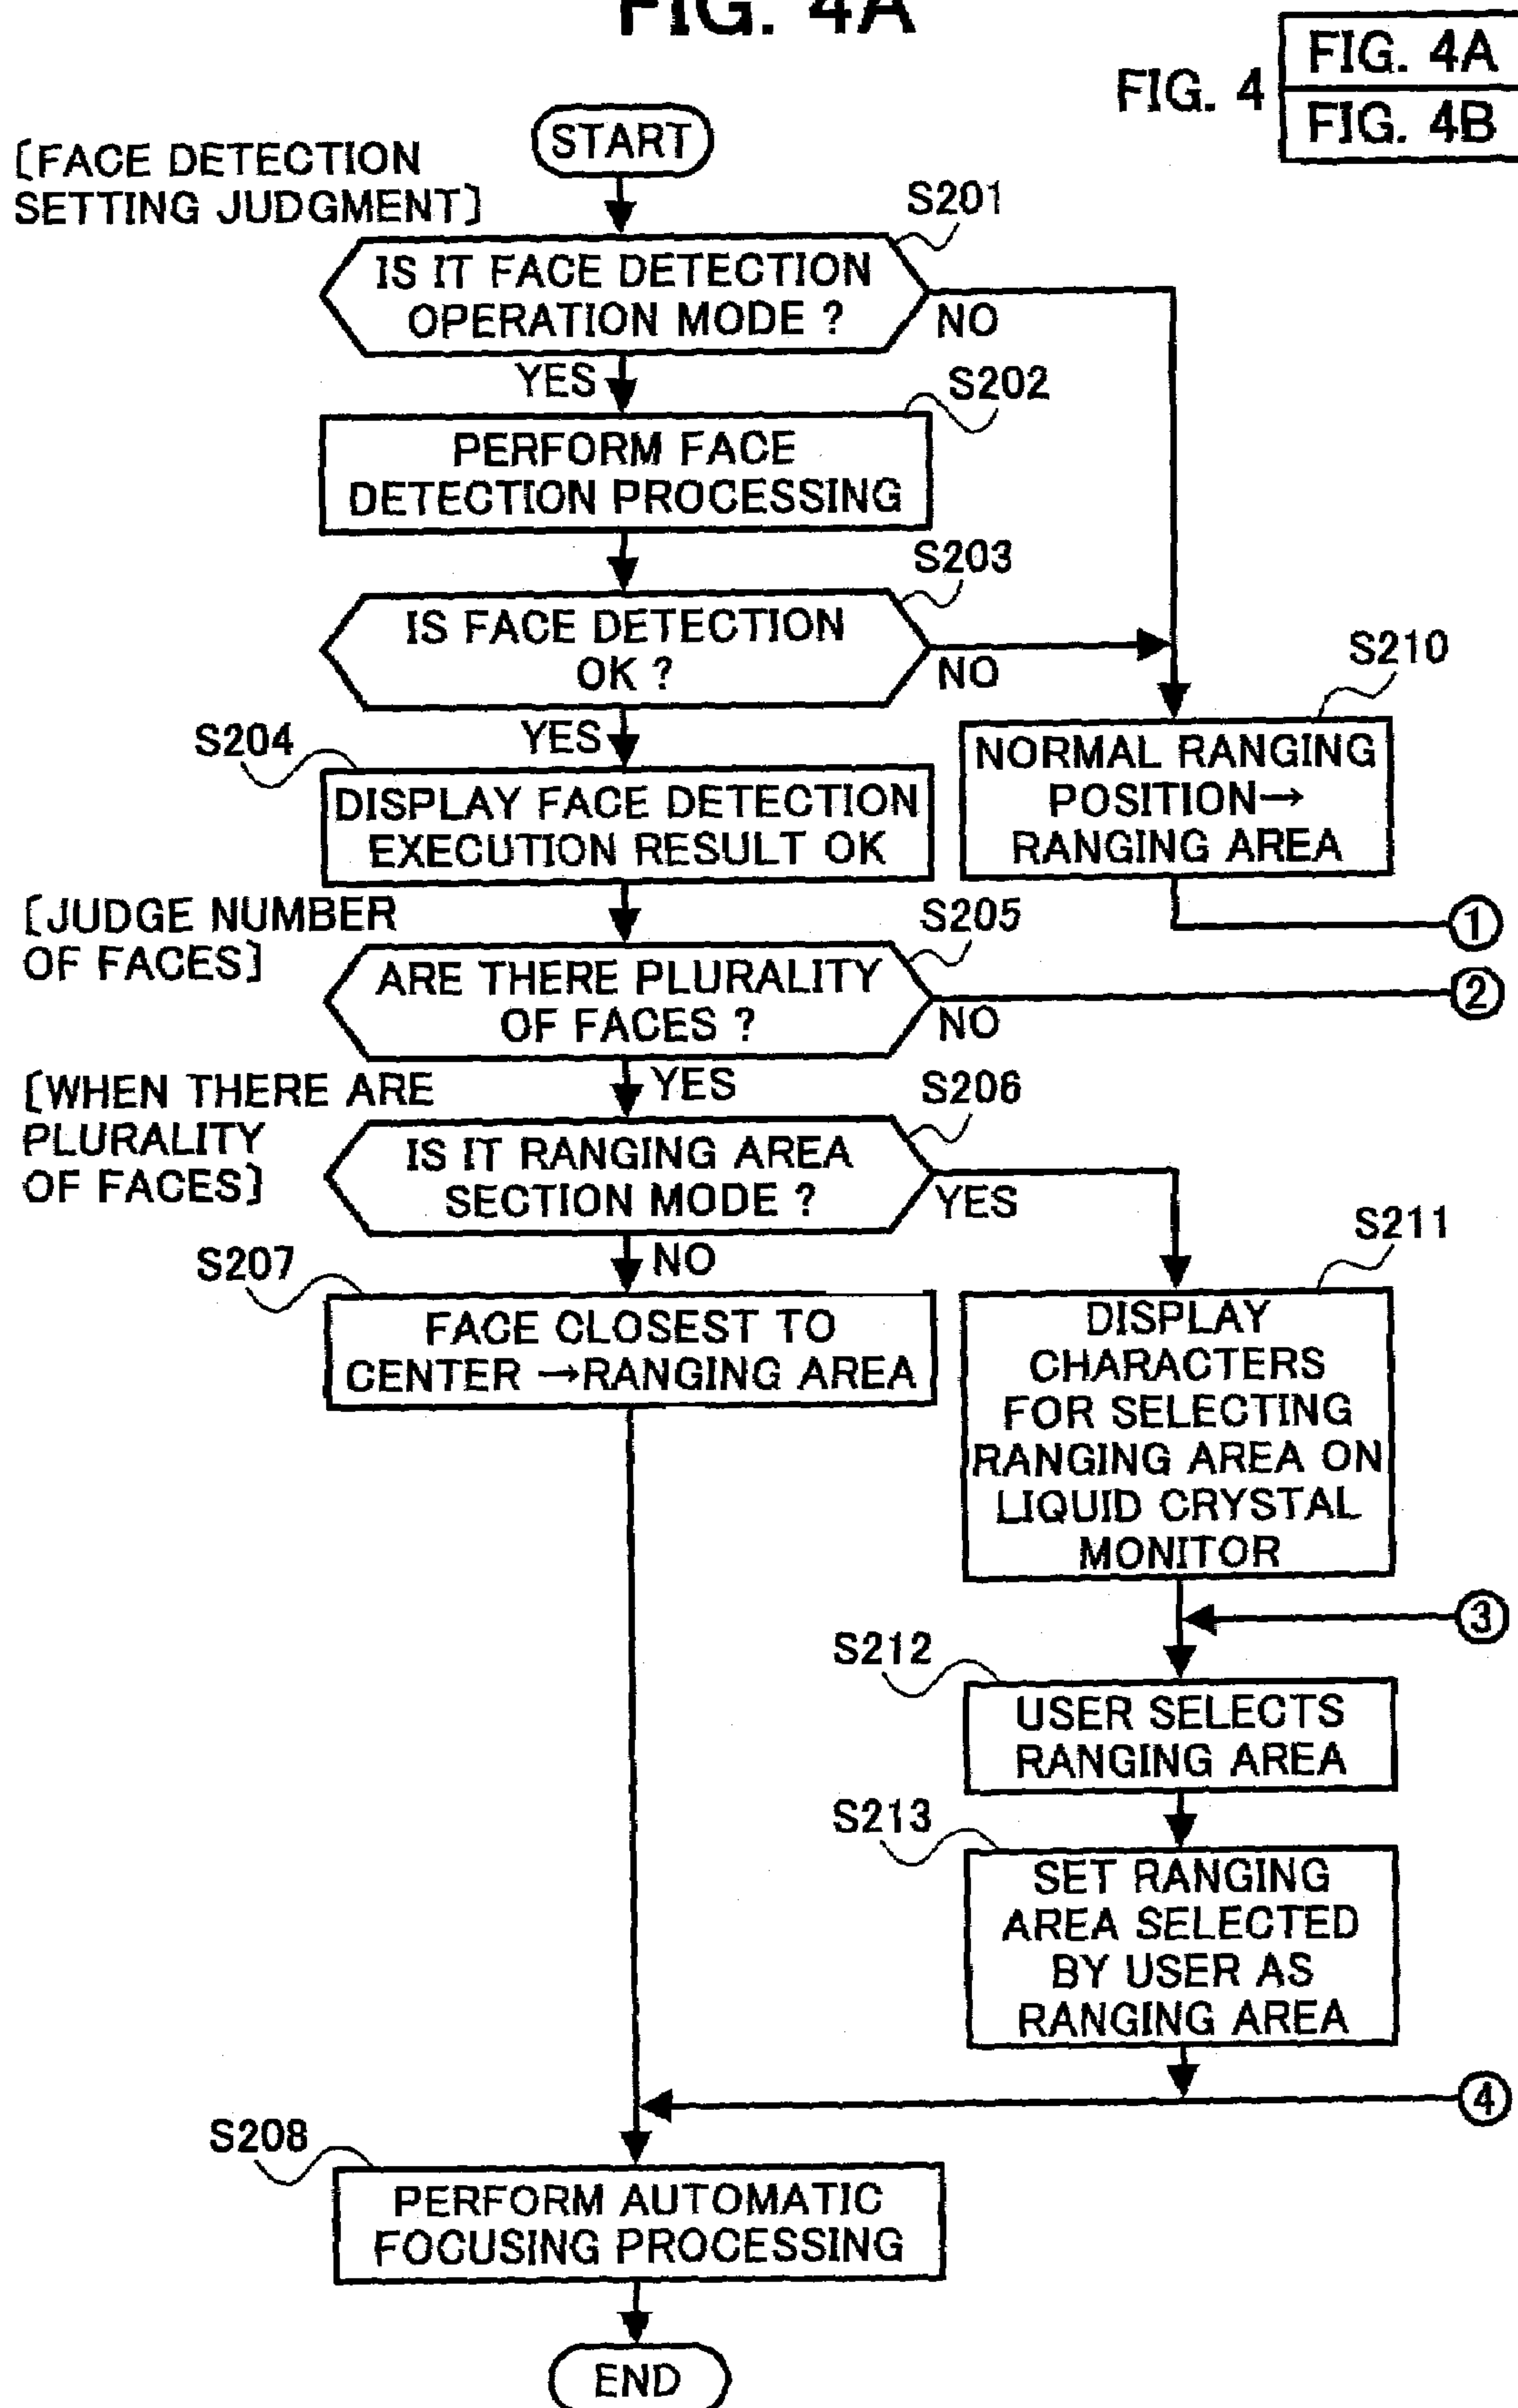 FIG. 4A
FIG. 4
FIG. 4A
FIG. 4B
START
[FACE DETECTION
SETTING JUDGMENT]
S201
IS IT FACE DETECTION
OPERATION MODE ?
NO
YES
S202
PERFORM FACE
DETECTION PROCESSING
S203
IS FACE DETECTION
OK ?
NO
YES
S210
NORMAL RANGING
POSITION→
RANGING AREA
①
S204
DISPLAY FACE DETECTION
EXECUTION RESULT OK
[JUDGE NUMBER
OF FACES]
S205
ARE THERE PLURALITY
OF FACES ?
NO
②
YES
[WHEN THERE ARE
PLURALITY
OF FACES]
S206
IS IT RANGING AREA
SECTION MODE ?
YES
NO
S207
FACE CLOSEST TO
CENTER →RANGING AREA
S211
DISPLAY
CHARACTERS
FOR SELECTING
RANGING AREA ON
LIQUID CRYSTAL
MONITOR
③
S212
USER SELECTS
RANGING AREA
S213
SET RANGING
AREA SELECTED
BY USER AS
RANGING AREA
④
S208
PERFORM AUTOMATIC
FOCUSING PROCESSING
END